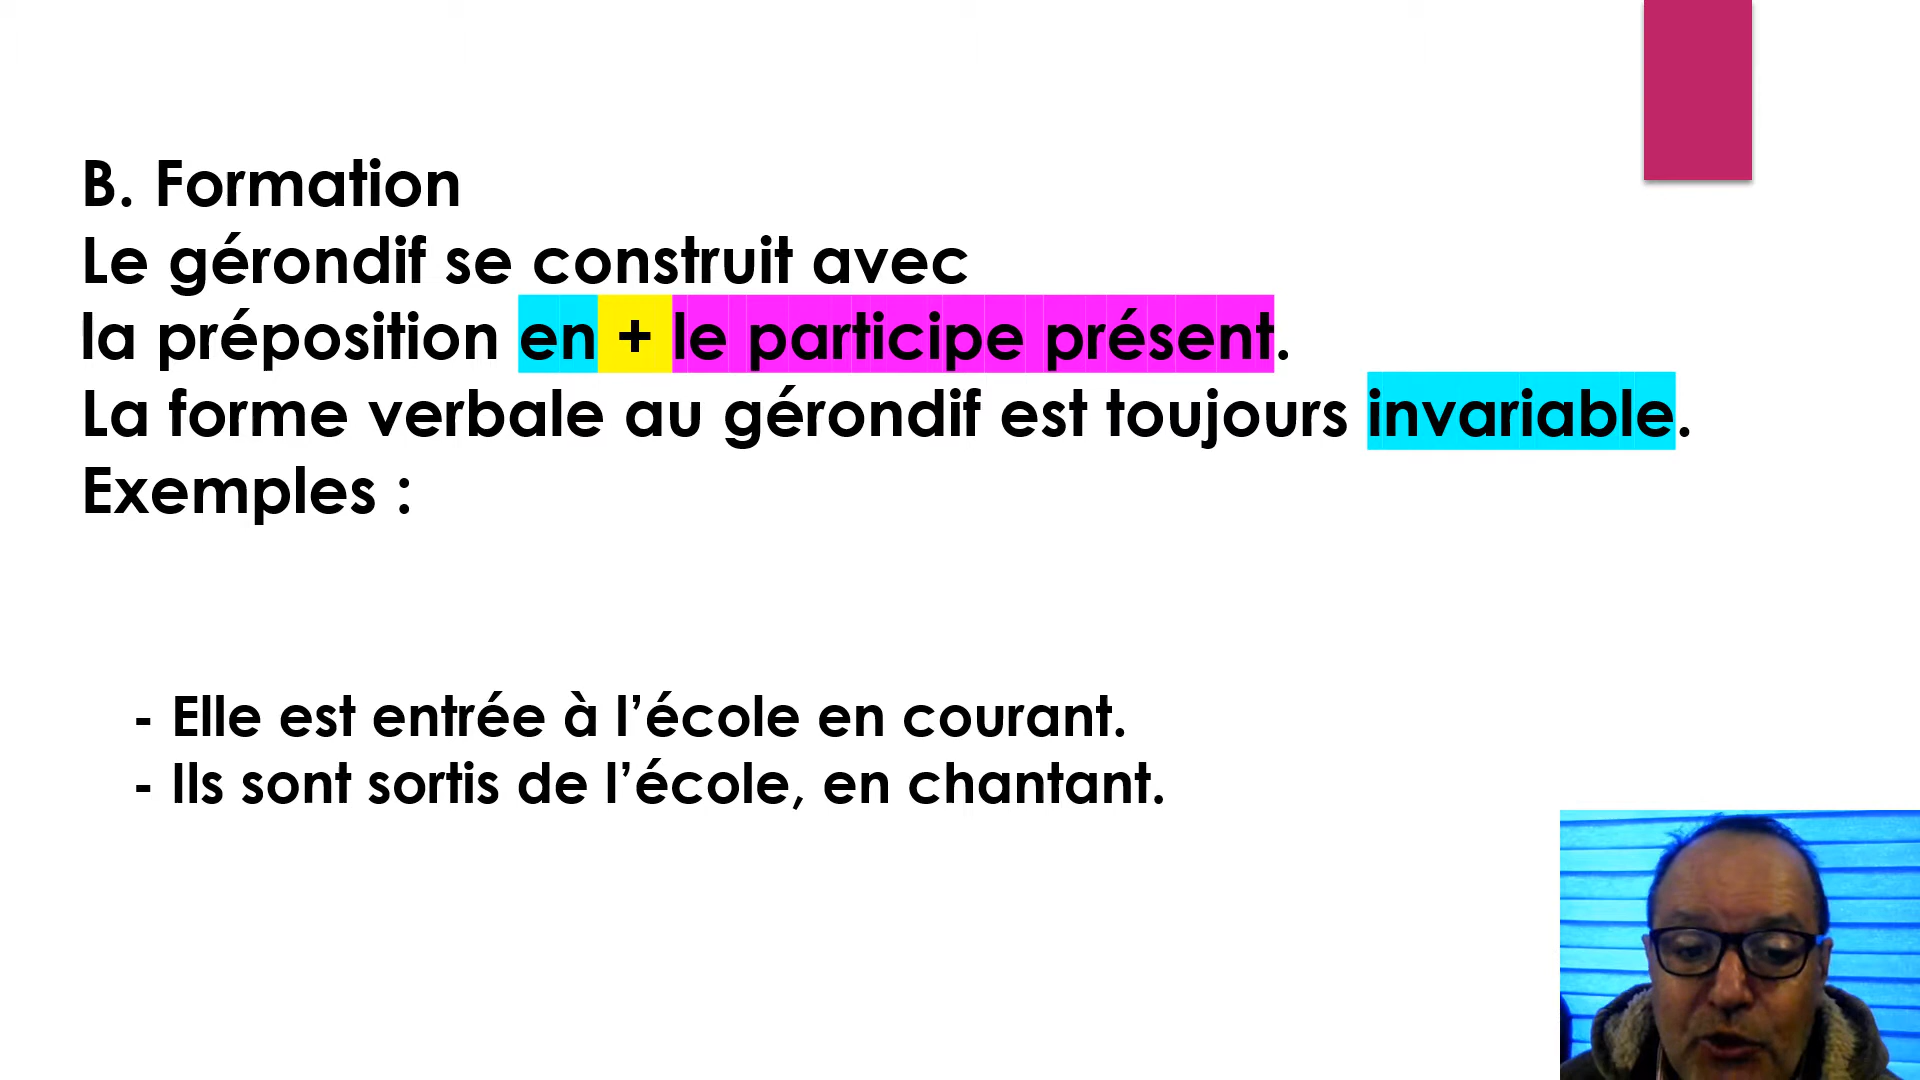 B. Formation
Le gérondif se construit avec
la préposition en + le participe présent.
La forme verbale au gérondif est toujours invariable.
Exemples :
- Elle est entrée à l’école en courant.
- Ils sont sortis de l’école, en chantant.